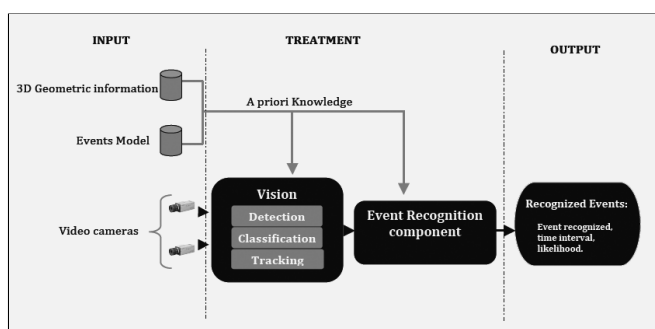 INPUT
TREATMENT
OUTPUT
3D Geometric information
A priori Knowledge
Events Model
Video cameras
Vision
Detection
Classification
Tracking
Event Recognition
component
Recognized Events:
Event recognized,
time interval,
likelihood.